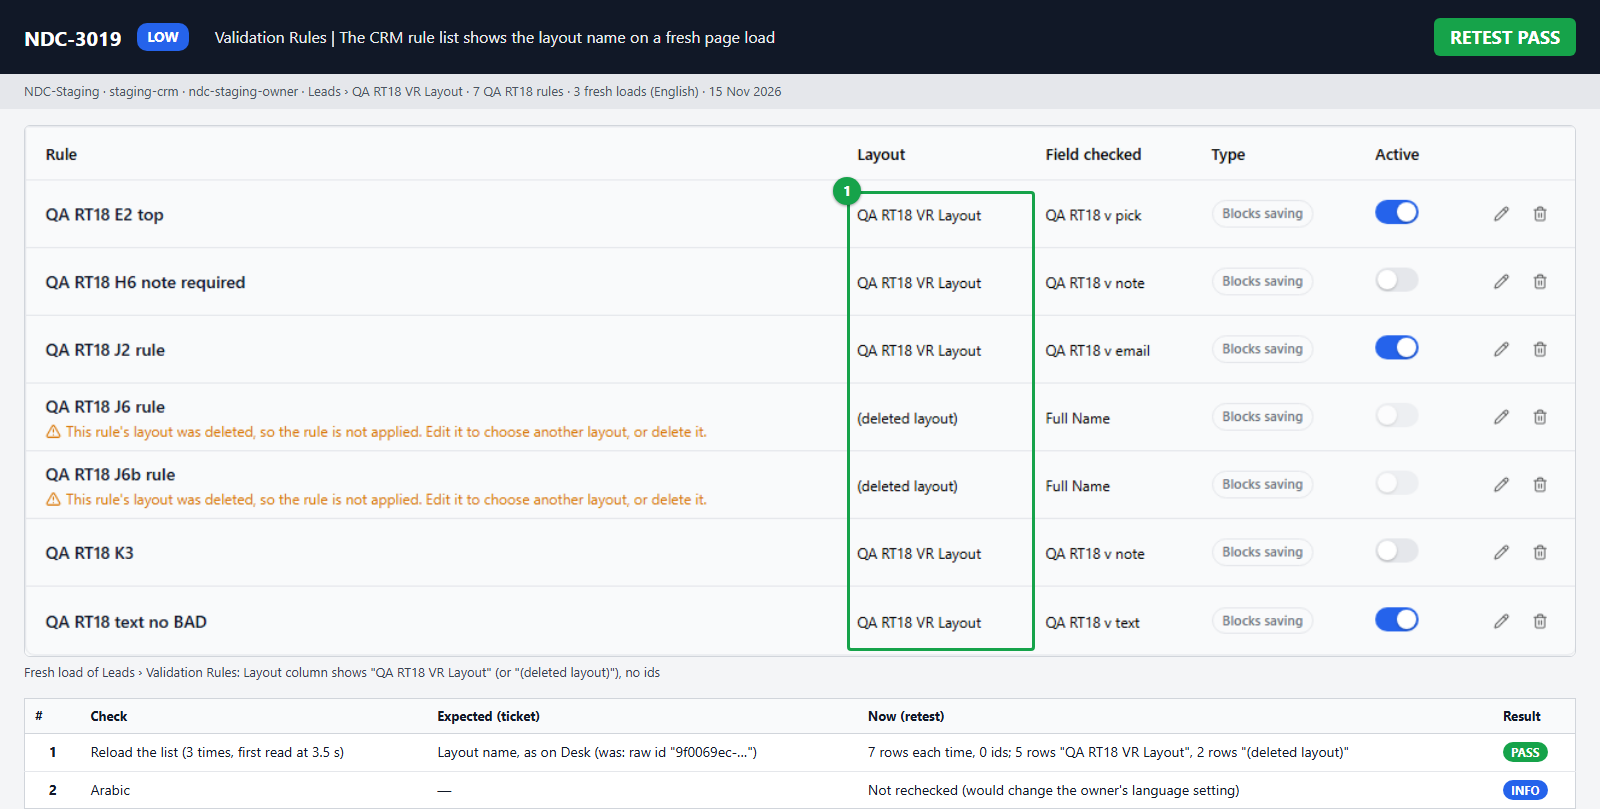 NDC-3019 LOW Validation Rules | The CRM rule list shows the layout name on a fresh page load RETEST PASS
NDC-Staging · staging-crm · ndc-staging-owner · Leads › QA RT18 VR Layout · 7 QA RT18 rules · 3 fresh loads (English) · 15 Nov 2026
Rule Layout Field checked Type Active
1
QA RT18 E2 top QA RT18 VR Layout QA RT18 v pick Blocks saving
QA RT18 H6 note required QA RT18 VR Layout QA RT18 v note Blocks saving
QA RT18 J2 rule QA RT18 VR Layout QA RT18 v email Blocks saving
QA RT18 J6 rule (deleted layout) Full Name Blocks saving
This rule's layout was deleted, so the rule is not applied. Edit it to choose another layout, or delete it.
QA RT18 J6b rule (deleted layout) Full Name Blocks saving
This rule's layout was deleted, so the rule is not applied. Edit it to choose another layout, or delete it.
QA RT18 K3 QA RT18 VR Layout QA RT18 v note Blocks saving
QA RT18 text no BAD QA RT18 VR Layout QA RT18 v text Blocks saving
Fresh load of Leads › Validation Rules: Layout column shows "QA RT18 VR Layout" (or "(deleted layout)"), no ids
# Check Expected (ticket) Now (retest) Result
1 Reload the list (3 times, first read at 3.5 s) Layout name, as on Desk (was: raw id "9f0069ec-...") 7 rows each time, 0 ids; 5 rows "QA RT18 VR Layout", 2 rows "(deleted layout)" PASS
2 Arabic — Not rechecked (would change the owner's language setting) INFO